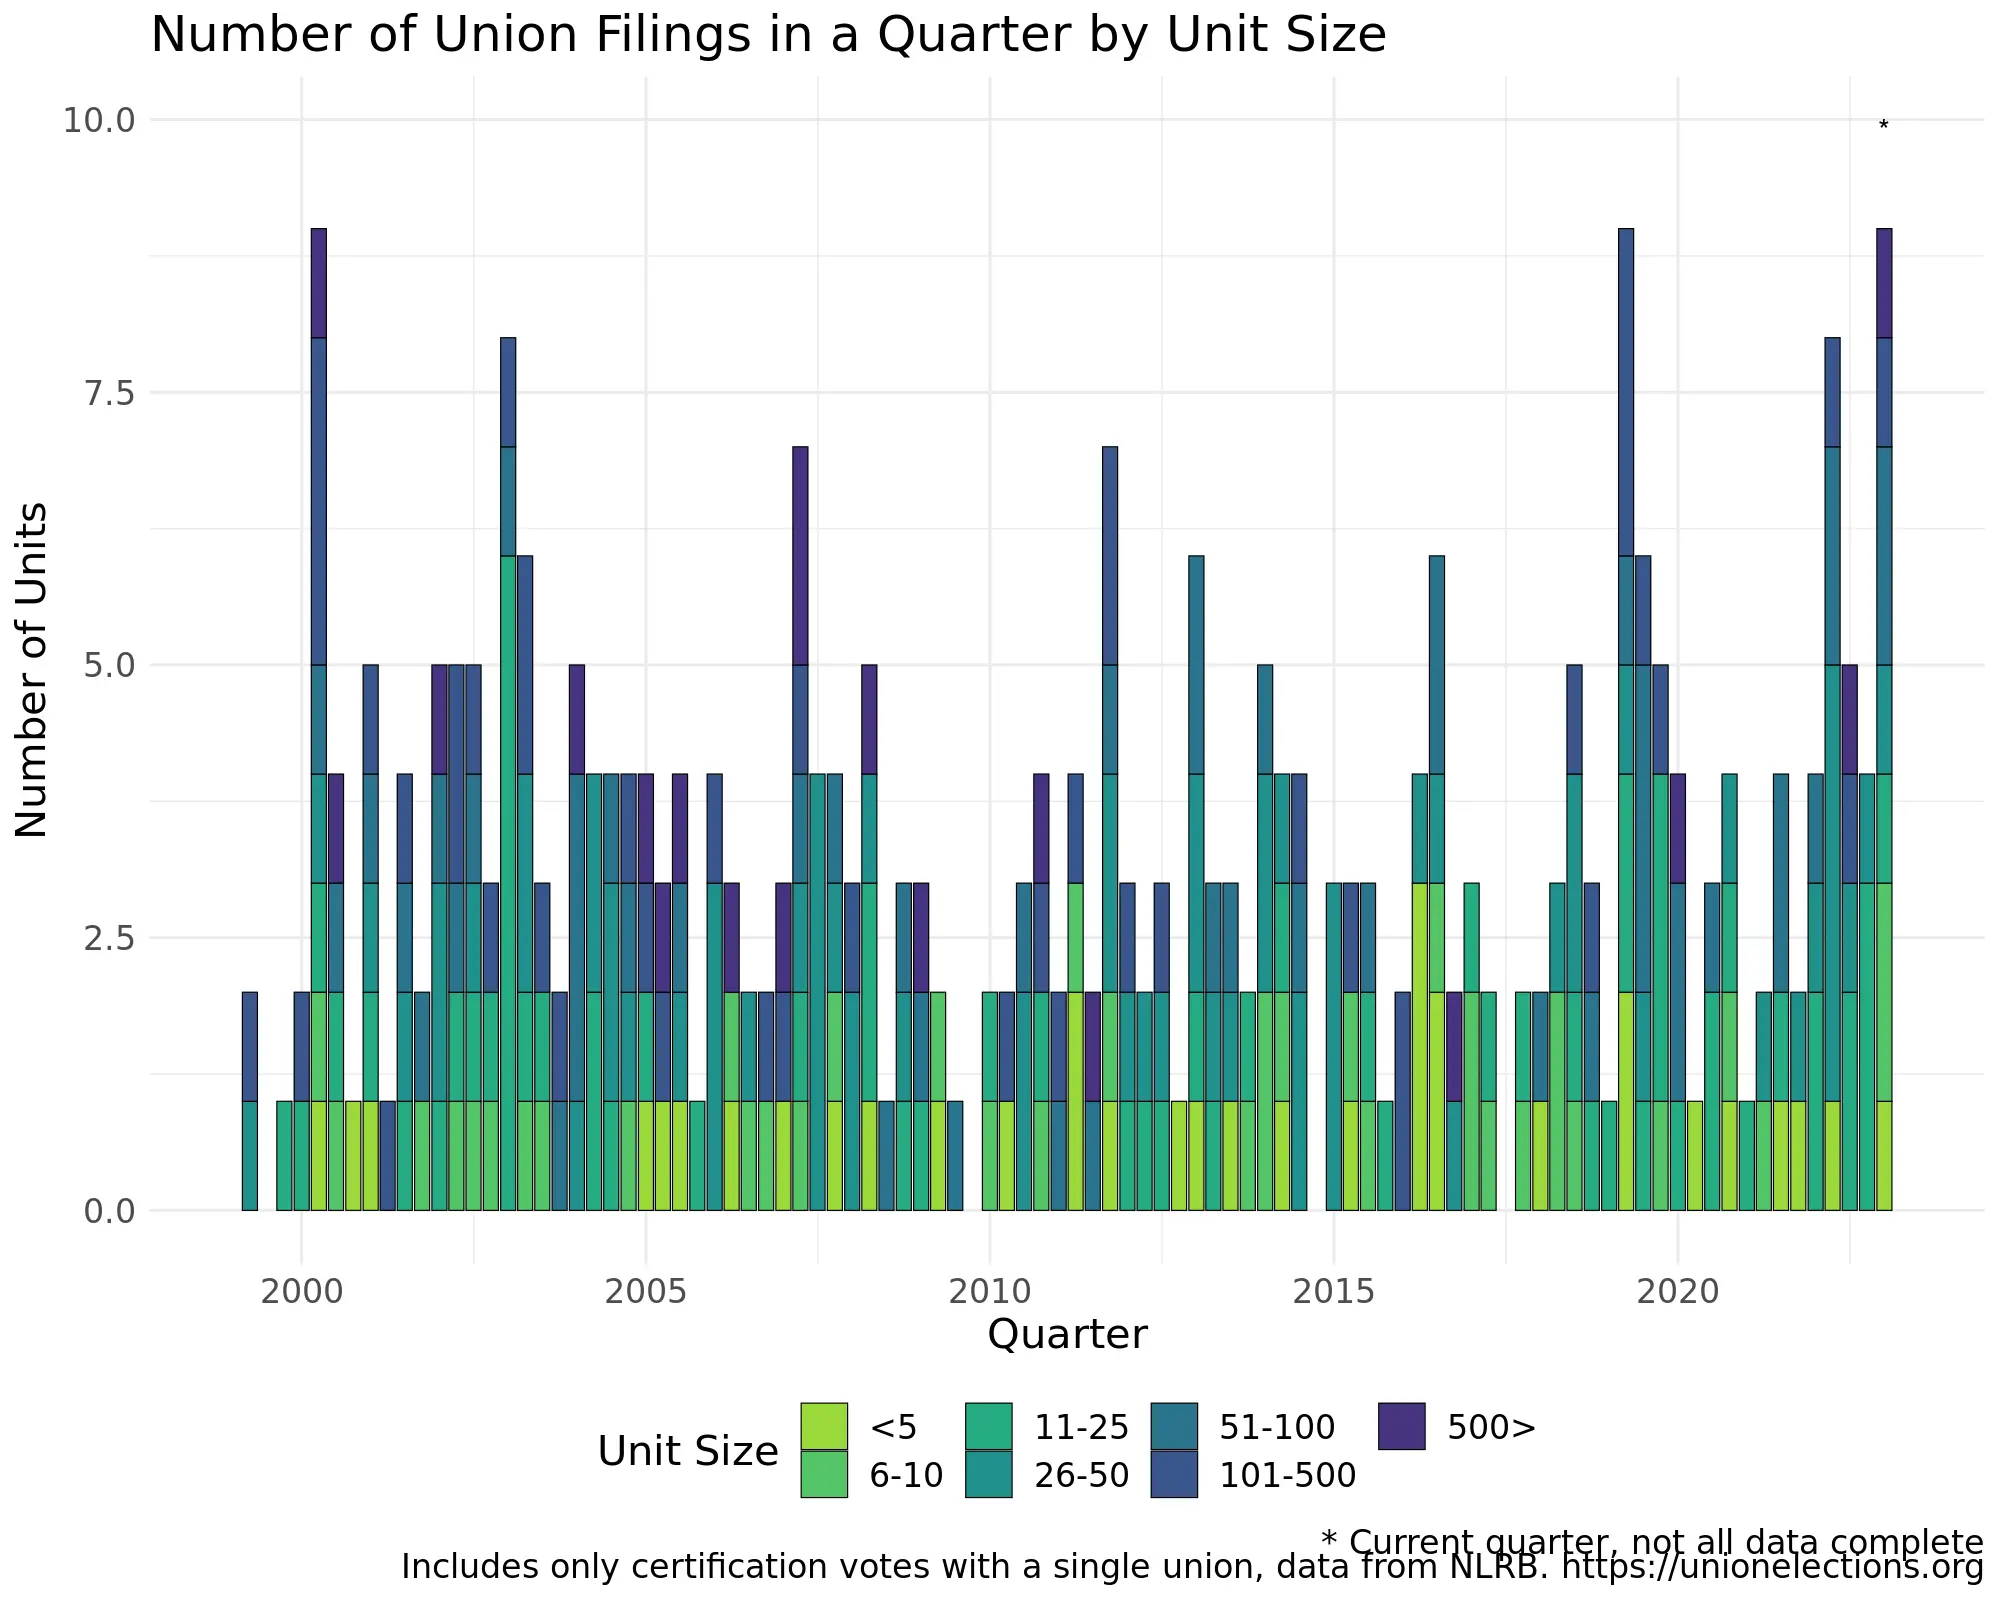 Number of Union Filings in a Quarter by Unit Size
Number of Units
10.0
*
7.5
5.0
2.5
0.0
2000 2005 2010 2015 2020
Quarter
Unit Size
<5 11-25 51-100 500>
6-10 26-50 101-500
* Current quarter, not all data complete
Includes only certification votes with a single union, data from NLRB. https://unionelections.org